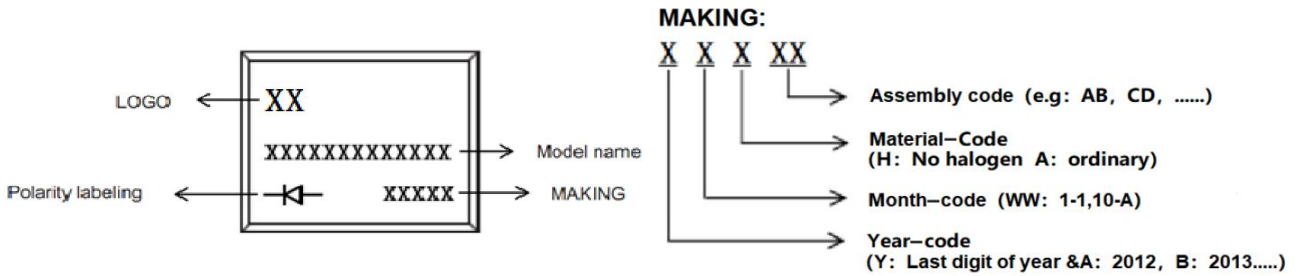 LOGO
XX
XXXXXXXXXXXXX
Model name
Polarity labeling
XXXXX
MAKING
MAKING:
X X X XX
Assembly code (e.g: AB, CD, ......)
Material-Code
(H: No halogen A: ordinary)
Month-code (WW: 1-1,10-A)
Year-code
(Y: Last digit of year &A: 2012, B: 2013.....)